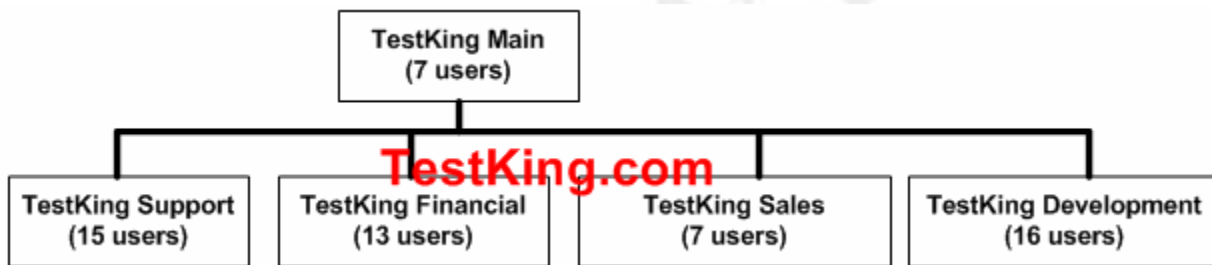 TestKing Main
(7 users)
TestKing.com
TestKing Support
(15 users)
TestKing Financial
(13 users)
TestKing Sales
(7 users)
TestKing Development
(16 users)